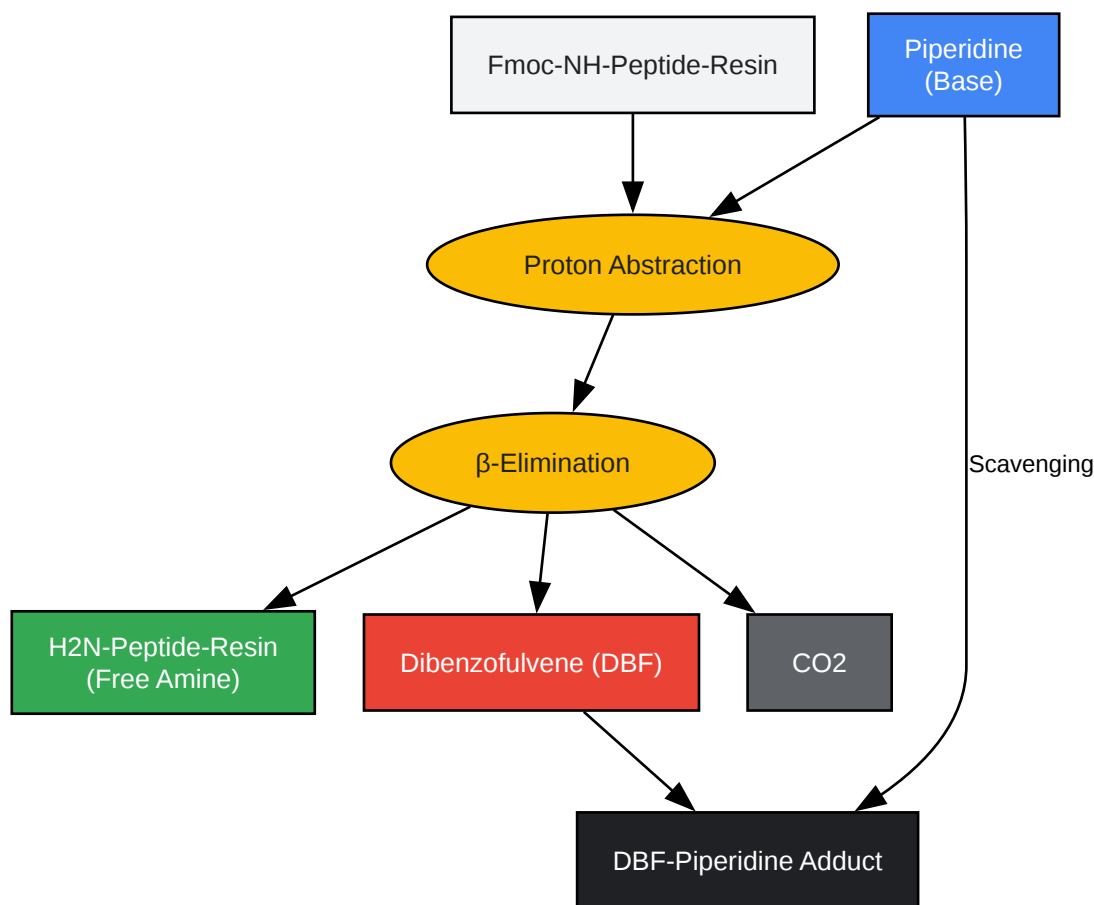 Fmoc-NH-Peptide-Resin
Piperidine
(Base)
Proton Abstraction
β-Elimination
Scavenging
H2N-Peptide-Resin
(Free Amine)
Dibenzofulvene (DBF)
CO2
DBF-Piperidine Adduct